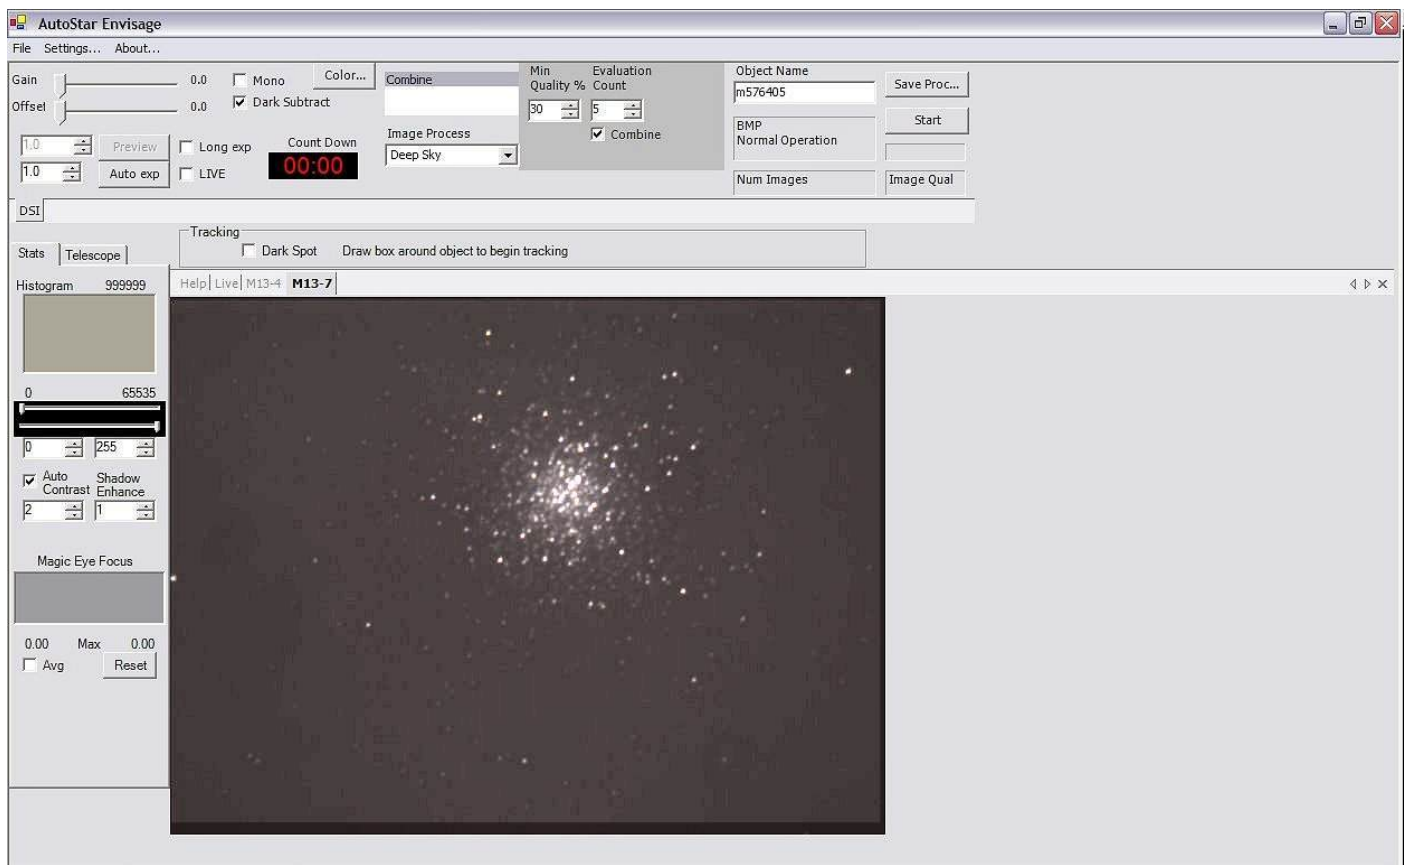 AutoStar Envisage
File Settings... About...
Gain 0.0
Offset 0.0
Mono
Color...
Dark Subtract
1.0 Preview
1.0 Auto exp
Long exp
LIVE
Count Down
00:00
Combine
Image Process
Deep Sky
Min Quality %
30
Evaluation Count
5
Combine
Object Name
m576405
BMP
Normal Operation
Num Images
Save Proc...
Start
Image Qual
DSI
Tracking
Dark Spot Draw box around object to begin tracking
Stats Telescope
Help Live M13-4 M13-7
Histogram 999999
0 65535
0 255
Auto Contrast
Shadow Enhance
2 1
Magic Eye Focus
0.00 Max 0.00
Avg Reset